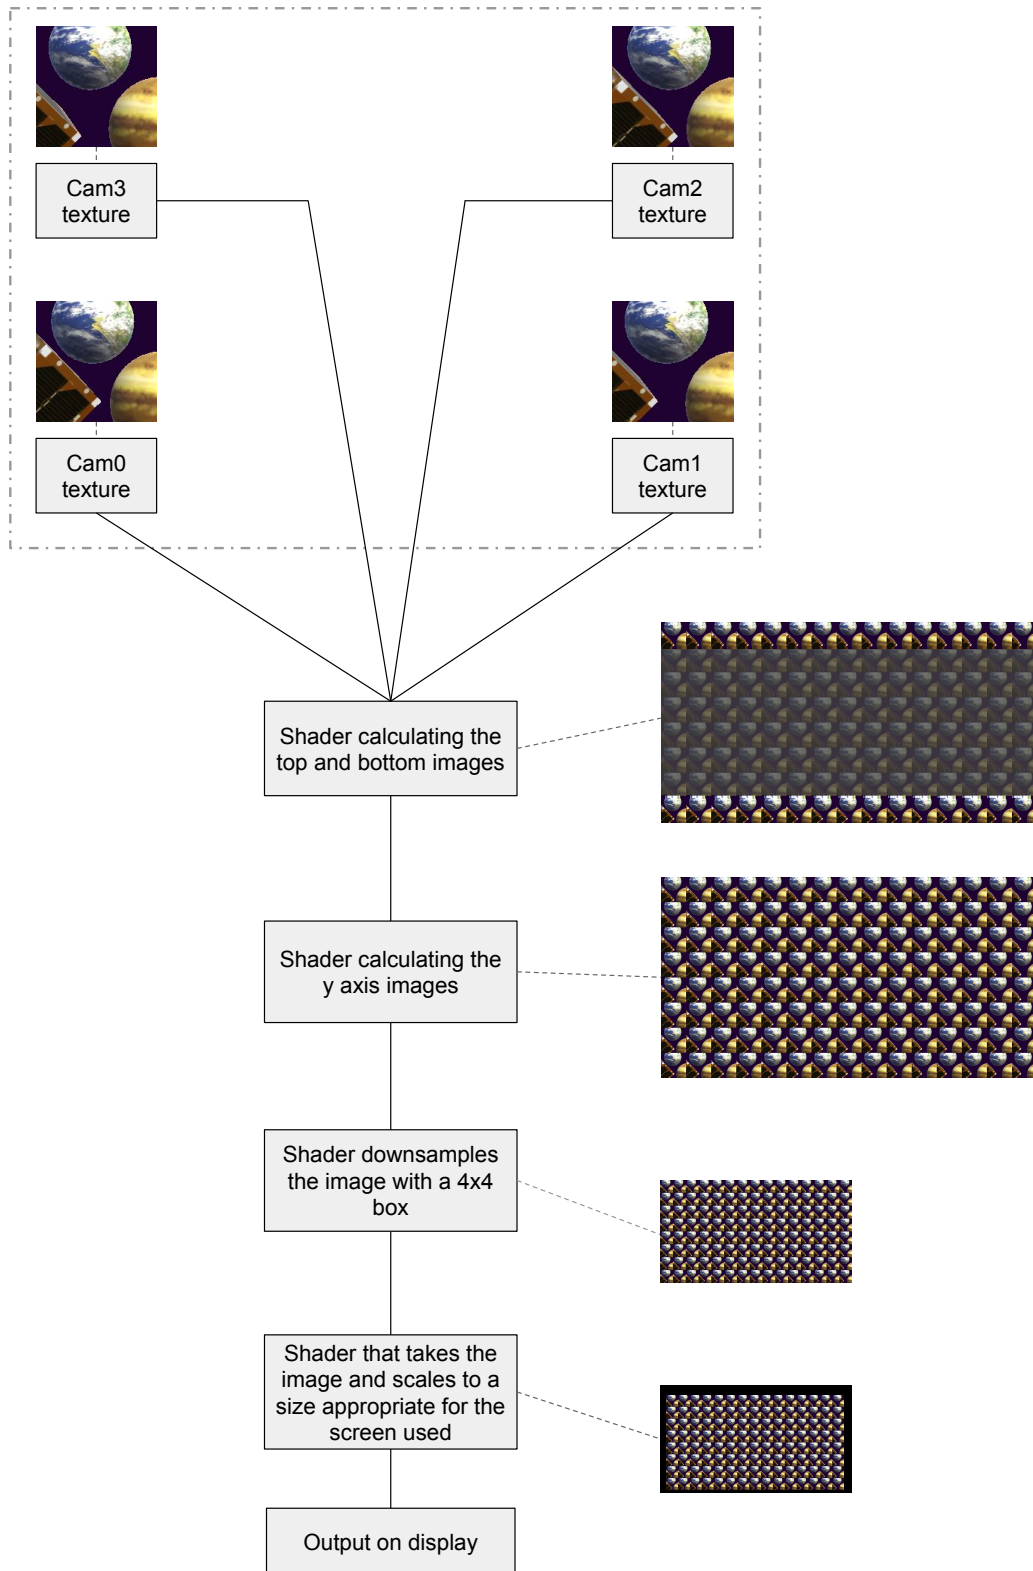 Cam3
texture
Cam2
texture
Cam0
texture
Cam1
texture
Shader calculating the
top and bottom images
Shader calculating the
y axis images
Shader downsamples
the image with a 4x4
box
Shader that takes the
image and scales to a
size appropriate for the
screen used
Output on display